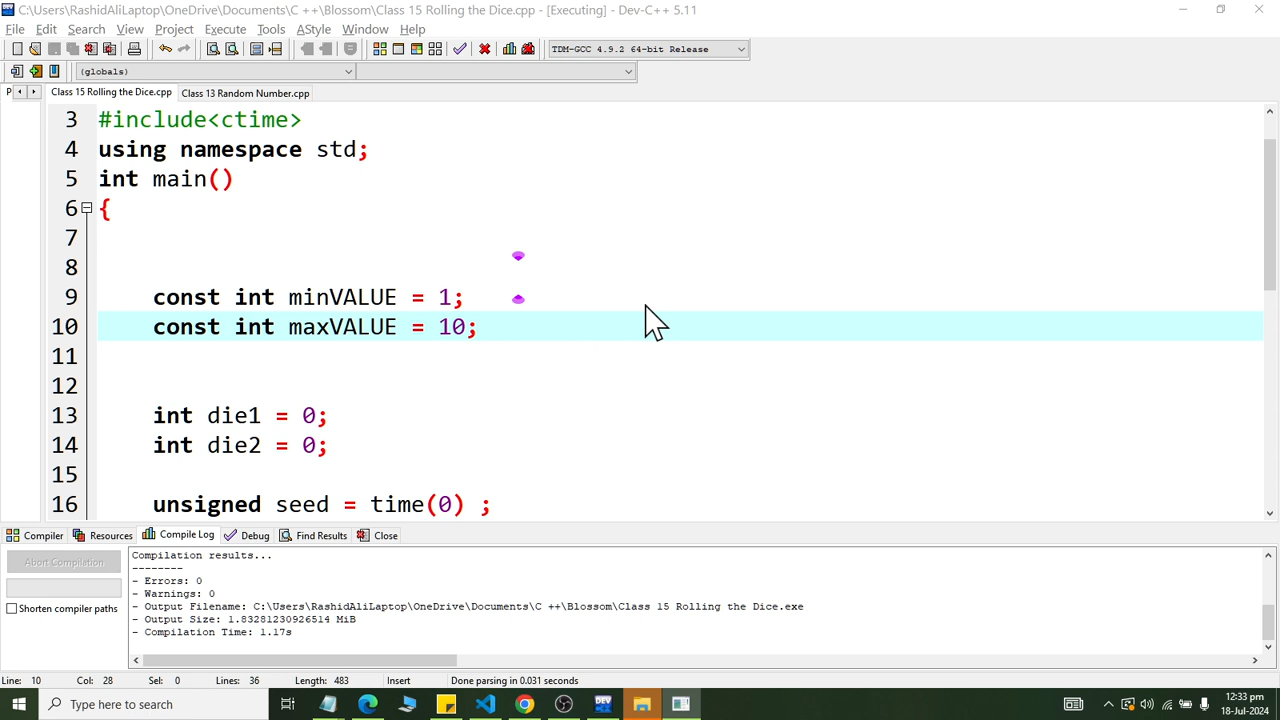 C:\Users\RashidAliLaptop\OneDrive\Documents\C ++\Blossom\Class 15 Rolling the Dice.cpp - [Executing] - Dev-C++ 5.11
File Edit Search View Project Execute Tools AStyle Window Help
TDM-GCC 4.9.2 64-bit Release
(globals)
P Class 15 Rolling the Dice.cpp Class 13 Random Number.cpp
3 #include<ctime>
4 using namespace std;
5 int main()
6 {
7
8
9 const int minVALUE = 1;
10 const int maxVALUE = 10;
11
12
13 int die1 = 0;
14 int die2 = 0;
15
16 unsigned seed = time(0) ;
Compiler Resources Compile Log Debug Find Results Close
Abort Compilation
Shorten compiler paths
Compilation results...
--------
- Errors: 0
- Warnings: 0
- Output Filename: C:\Users\RashidAliLaptop\OneDrive\Documents\C ++\Blossom\Class 15 Rolling the Dice.exe
- Output Size: 1.83281230926514 MiB
- Compilation Time: 1.17s
Line: 10 Col: 28 Sel: 0 Lines: 36 Length: 483 Insert Done parsing in 0.031 seconds
Type here to search
DEV
12:33 pm
18-Jul-2024